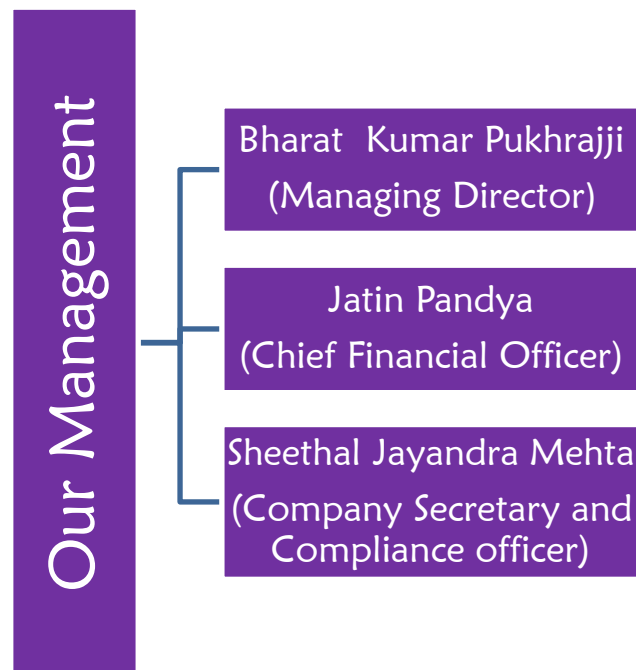 Our Management
Bharat Kumar Pukhrajji
(Managing Director)
Jatin Pandya
(Chief Financial Officer)
Sheethal Jayandra Mehta
(Company Secretary and
Compliance officer)